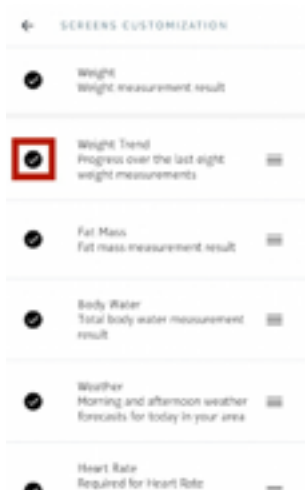 SCREENS CUSTOMIZATION
Weight
Weight measurement result
Weight Trend
Progress over the last eight
weight measurements
Fat Mass
Fat mass measurement result
Body Water
Total body water measurement
result
Weather
Morning and afternoon weather
forecasts for today in your area
Heart Rate
Required for Heart Rate